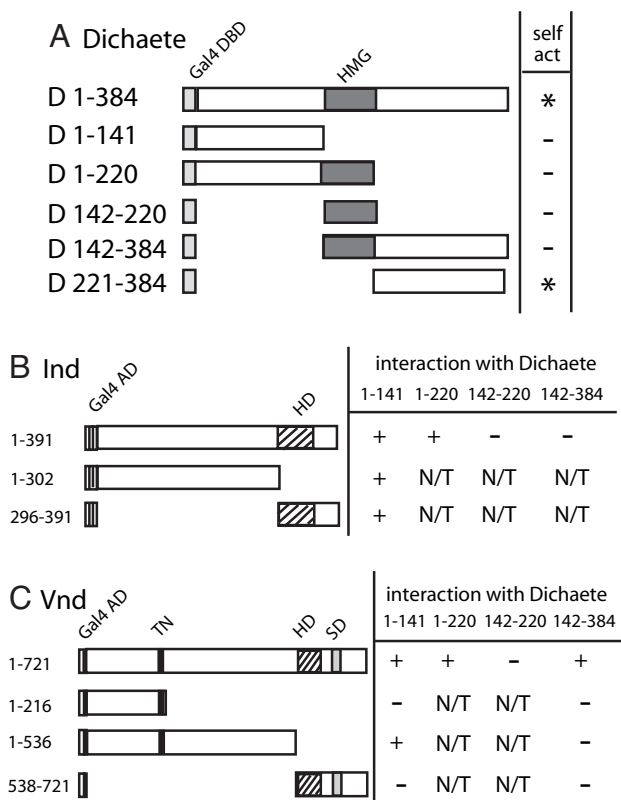 A Dichaete
Gal4 DBD
HMG
self
act
D 1-384 *
D 1-141 -
D 1-220 -
D 142-220 -
D 142-384 -
D 221-384 *
B Ind
Gal4 AD
HD
interaction with Dichaete
1-141 1-220 142-220 142-384
1-391 + + - -
1-302 + N/T N/T N/T
296-391 + N/T N/T N/T
C Vnd
Gal4 AD
TN
HD
SD
interaction with Dichaete
1-141 1-220 142-220 142-384
1-721 + + - +
1-216 - N/T N/T -
1-536 + N/T N/T -
538-721 - N/T N/T -